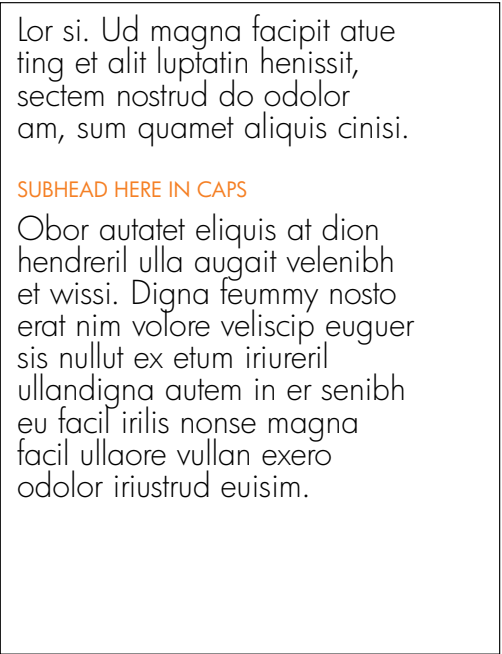 Lor si. Ud magna facipit atue
ting et alit luptatin henissit,
sectem nostrud do odolor
am, sum quamet aliquis cinisi.
SUBHEAD HERE IN CAPS
Obor autatet eliquis at dion
hendreril ulla augait velenibh
et wissi. Digna feummy nosto
erat nim volore veliscip euguer
sis nullut ex etum iriureril
ullandigna autem in er senibh
eu facil irilis nonse magna
facil ullaore vullan exero
odolor iriustrud euisim.